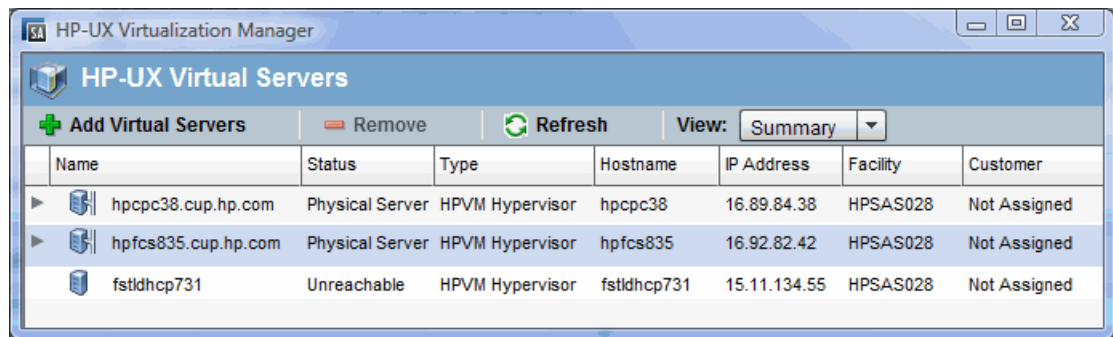 SA HP-UX Virtualization Manager
HP-UX Virtual Servers
Add Virtual Servers Remove Refresh View: Summary
Name Status Type Hostname IP Address Facility Customer
hpcpc38.cup.hp.com Physical Server HPVM Hypervisor hpcpc38 16.89.84.38 HPSAS028 Not Assigned
hpfcs835.cup.hp.com Physical Server HPVM Hypervisor hpfcs835 16.92.82.42 HPSAS028 Not Assigned
fstldhcp731 Unreachable HPVM Hypervisor fstldhcp731 15.11.134.55 HPSAS028 Not Assigned